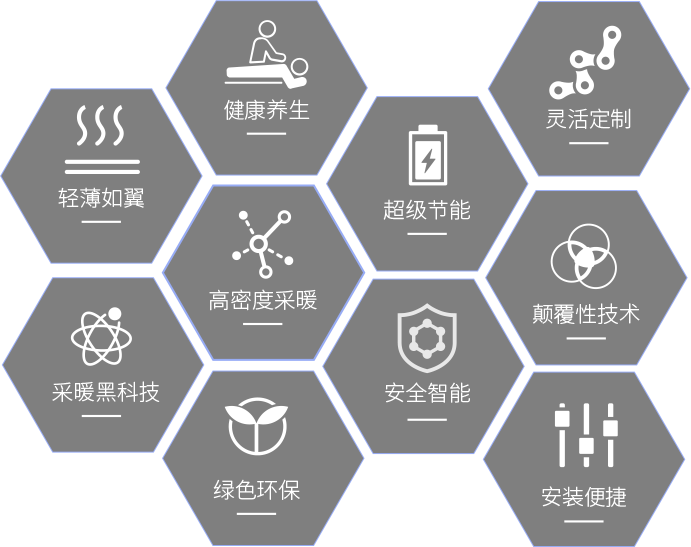 健康养生
灵活定制
轻薄如翼
超级节能
高密度采暖
颠覆性技术
采暖黑科技
安全智能
绿色环保
安装便捷